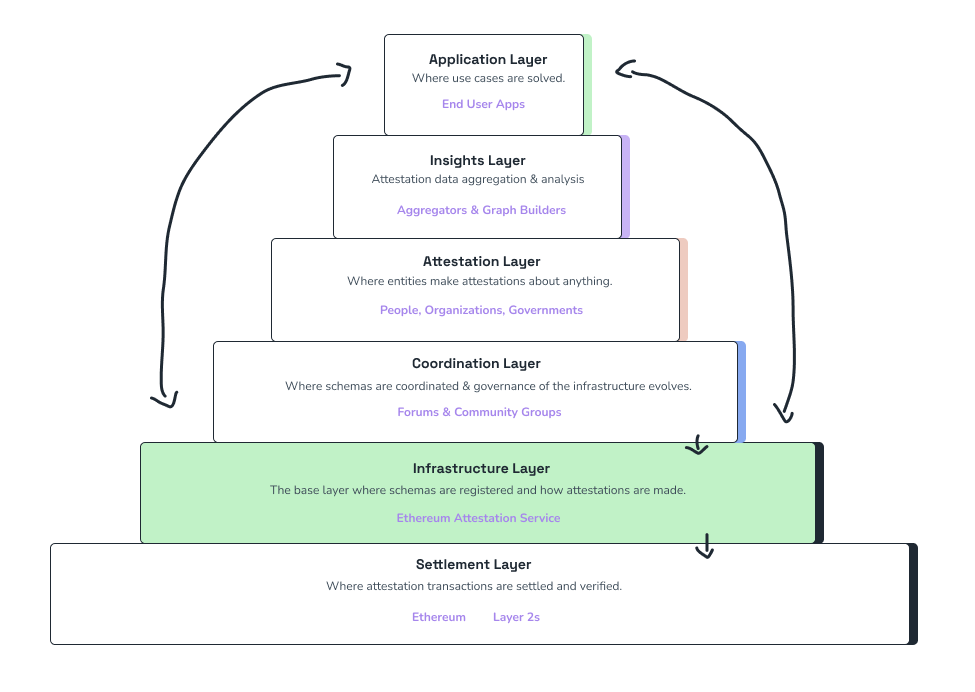 Application Layer
Where use cases are solved.
End User Apps
Insights Layer
Attestation data aggregation & analysis
Aggregators & Graph Builders
Attestation Layer
Where entities make attestations about anything.
People, Organizations, Governments
Coordination Layer
Where schemas are coordinated & governance of the infrastructure evolves.
Forums & Community Groups
Infrastructure Layer
The base layer where schemas are registered and how attestations are made.
Ethereum Attestation Service
Settlement Layer
Where attestation transactions are settled and verified.
Ethereum Layer 2s